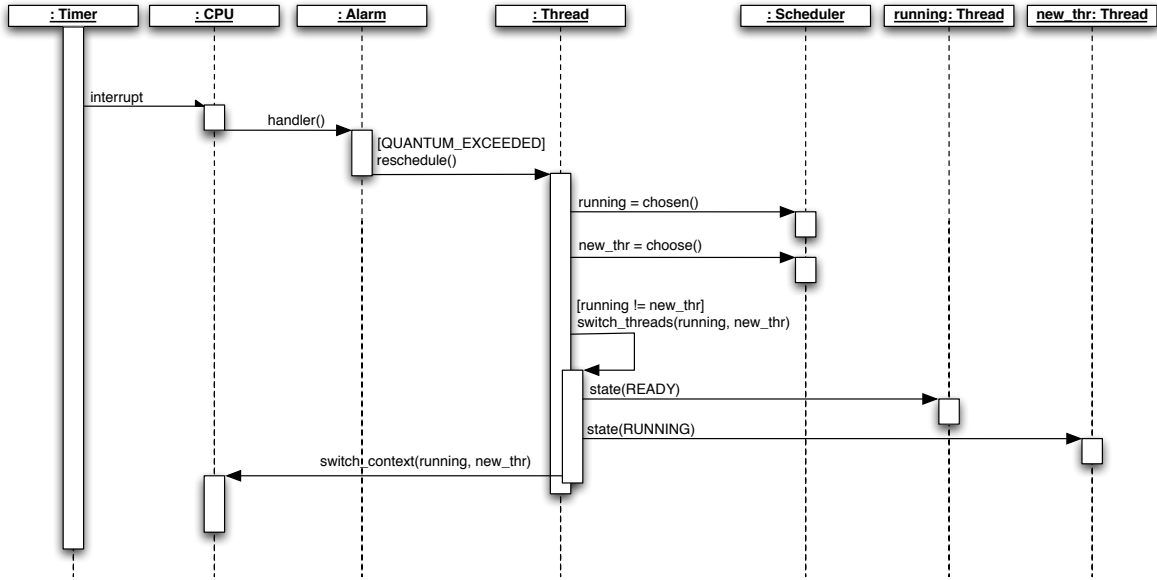 : Timer
: CPU
: Alarm
: Thread
: Scheduler
running: Thread
new_thr: Thread
interrupt
handler()
[QUANTUM_EXCEEDED]
reschedule()
running = chosen()
new_thr = choose()
[running != new_thr]
switch_threads(running, new_thr)
state(READY)
state(RUNNING)
switch_context(running, new_thr)